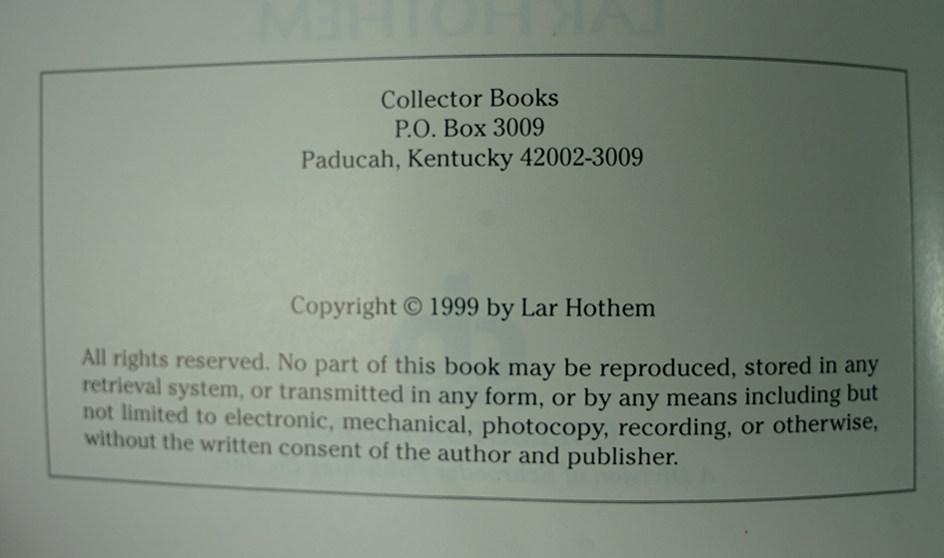 Collector Books
P.O. Box 3009
Paducah, Kentucky 42002-3009
Copyright © 1999 by Lar Hothem
All rights reserved. No part of this book may be reproduced, stored in any
retrieval system, or transmitted in any form, or by any means including but
not limited to electronic, mechanical, photocopy, recording, or otherwise,
without the written consent of the author and publisher.